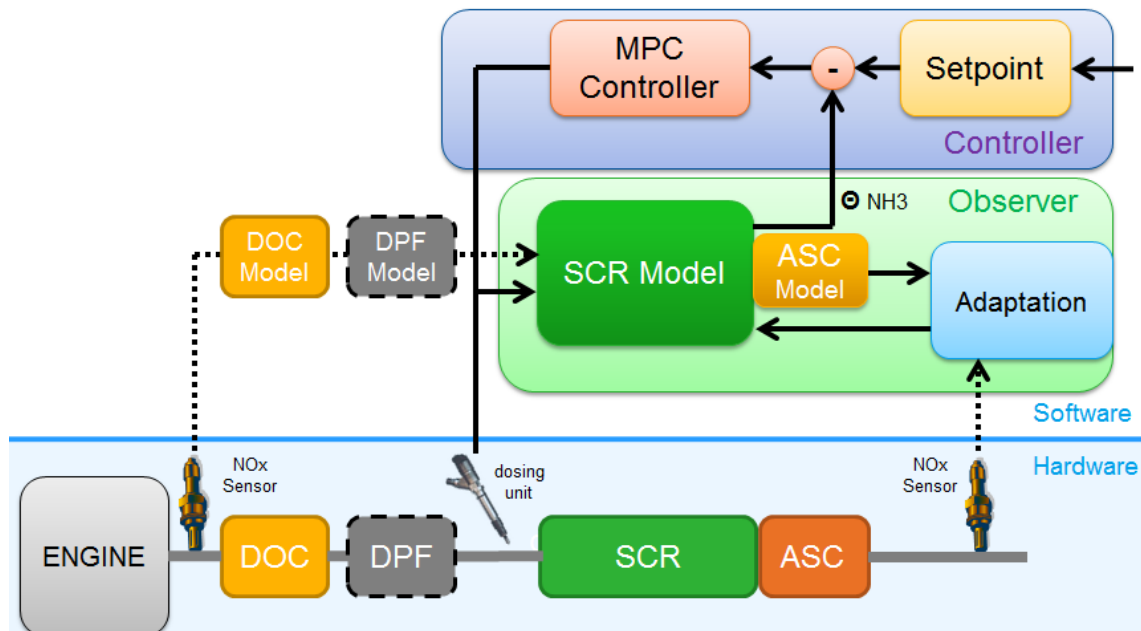 MPC
Controller
-
Setpoint
Controller
Θ NH3
Observer
DOC
Model
DPF
Model
SCR Model
ASC
Model
Adaptation
Software
Hardware
NOx
Sensor
dosing
unit
NOx
Sensor
ENGINE
DOC
DPF
SCR
ASC